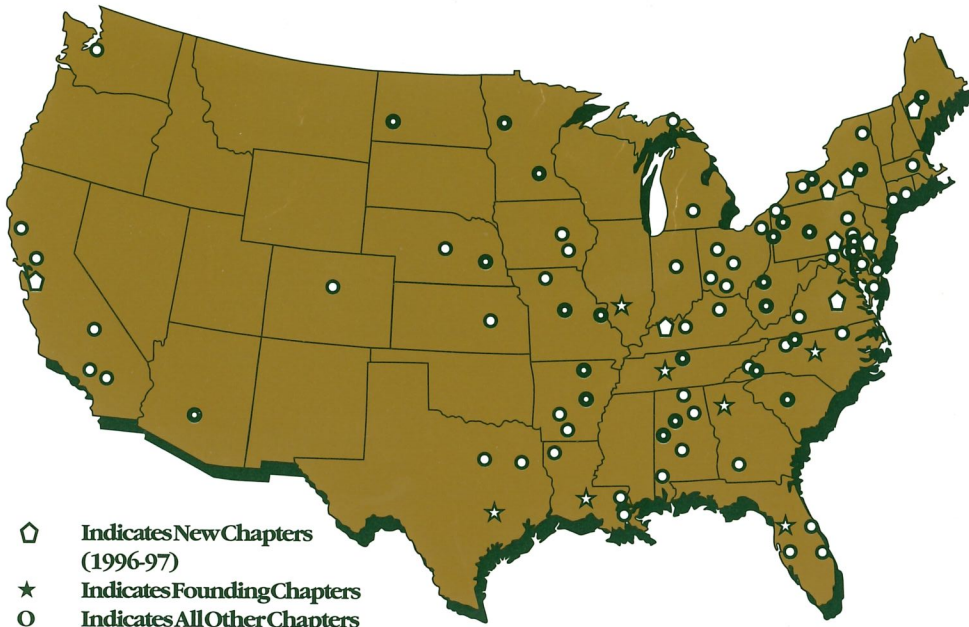 Indicates New Chapters
(1996-97)
Indicates Founding Chapters
Indicates All Other Chapters